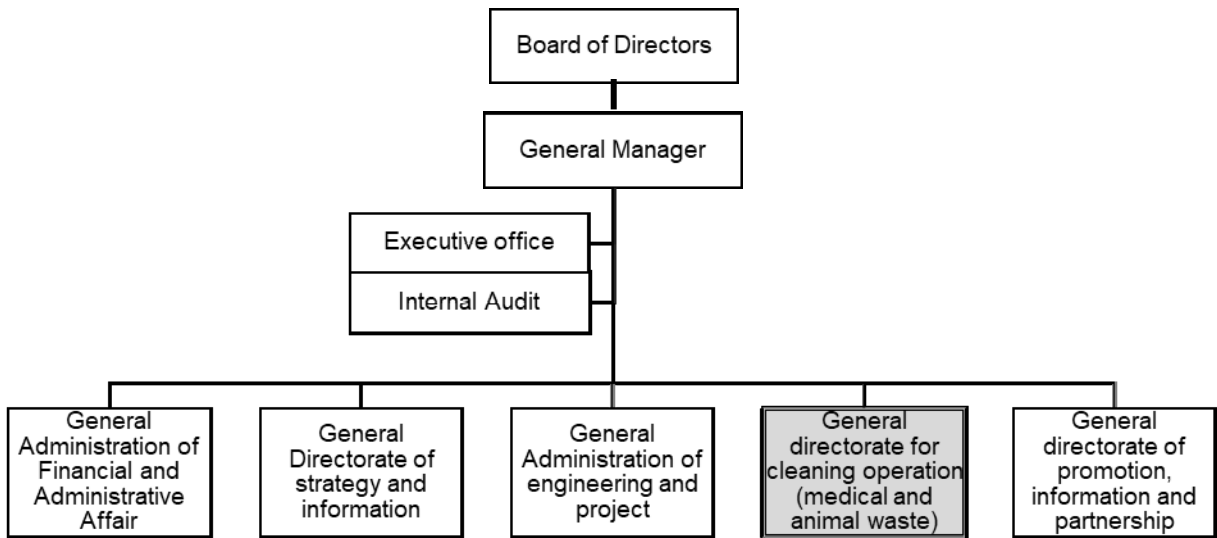 Board of Directors
General Manager
Executive office
Internal Audit
General
Administration of
Financial and
Administrative
Affair
General
Directorate of
strategy and
information
General
Administration of
engineering and
project
General
directorate for
cleaning operation
(medical and
animal waste)
General
directorate of
promotion,
information and
partnership